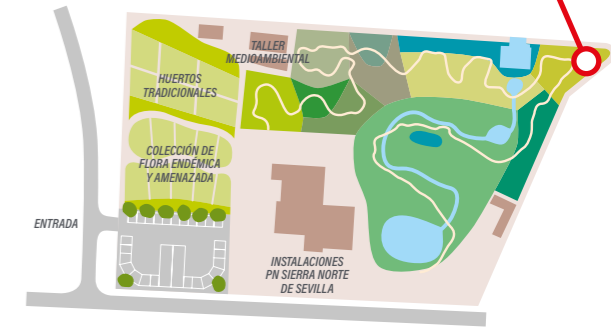 TALLER
MEDIOAMBIENTAL
HUERTOS
TRADICIONALES
COLECCIÓN DE
FLORA ENDÉMICA
Y AMENAZADA
ENTRADA
INSTALACIONES
PN SIERRA NORTE
DE SEVILLA